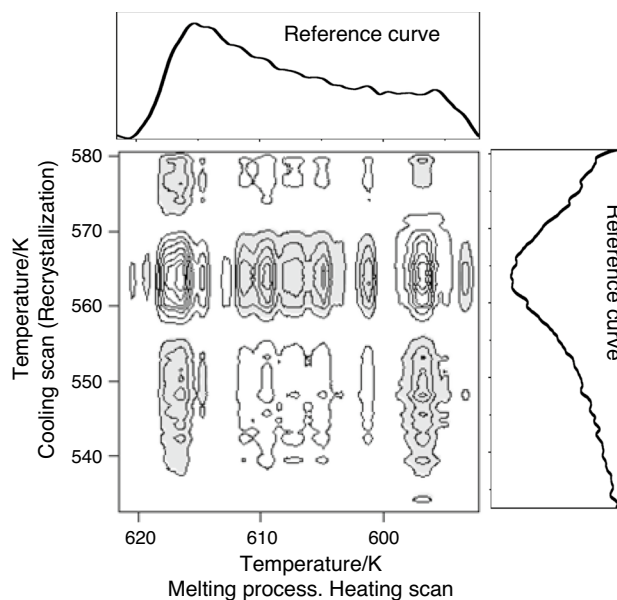 Reference curve
580
570
560
550
540
Temperature/K
Cooling scan (Recrystallization)
Reference curve
620
610
600
Temperature/K
Melting process. Heating scan